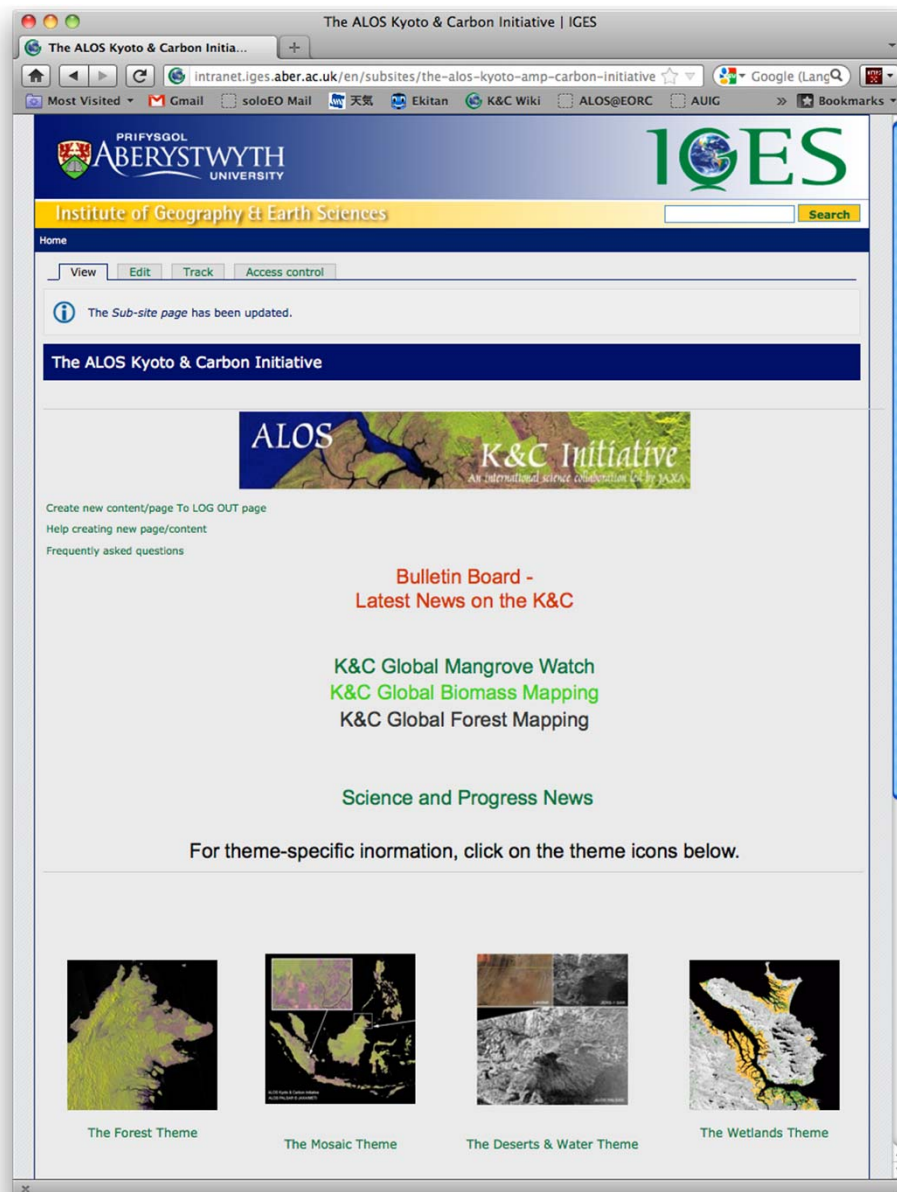 The ALOS Kyoto & Carbon Initiative | IGES
The ALOS Kyoto & Carbon Initia...
intranet.iges.aber.ac.uk/en/subsites/the-alos-kyoto-amp-carbon-initiative
Google (Lang
Most Visited Gmail soloEO Mail 天気 Ekitan K&C Wiki ALOS@EORC AUIG » Bookmarks
PRIFYSGOL
ABERYSTWYTH
UNIVERSITY
IGES
Institute of Geography & Earth Sciences
Search
Home
View Edit Track Access control
The Sub-site page has been updated.
The ALOS Kyoto & Carbon Initiative
ALOS
K&C Initiative
An international science collaboration led by JAXA
Create new content/page To LOG OUT page
Help creating new page/content
Frequently asked questions
Bulletin Board -
Latest News on the K&C
K&C Global Mangrove Watch
K&C Global Biomass Mapping
K&C Global Forest Mapping
Science and Progress News
For theme-specific inormation, click on the theme icons below.
ALOS Kyoto & Carbon Initiative
The Forest Theme
The Mosaic Theme
The Deserts & Water Theme
The Wetlands Theme